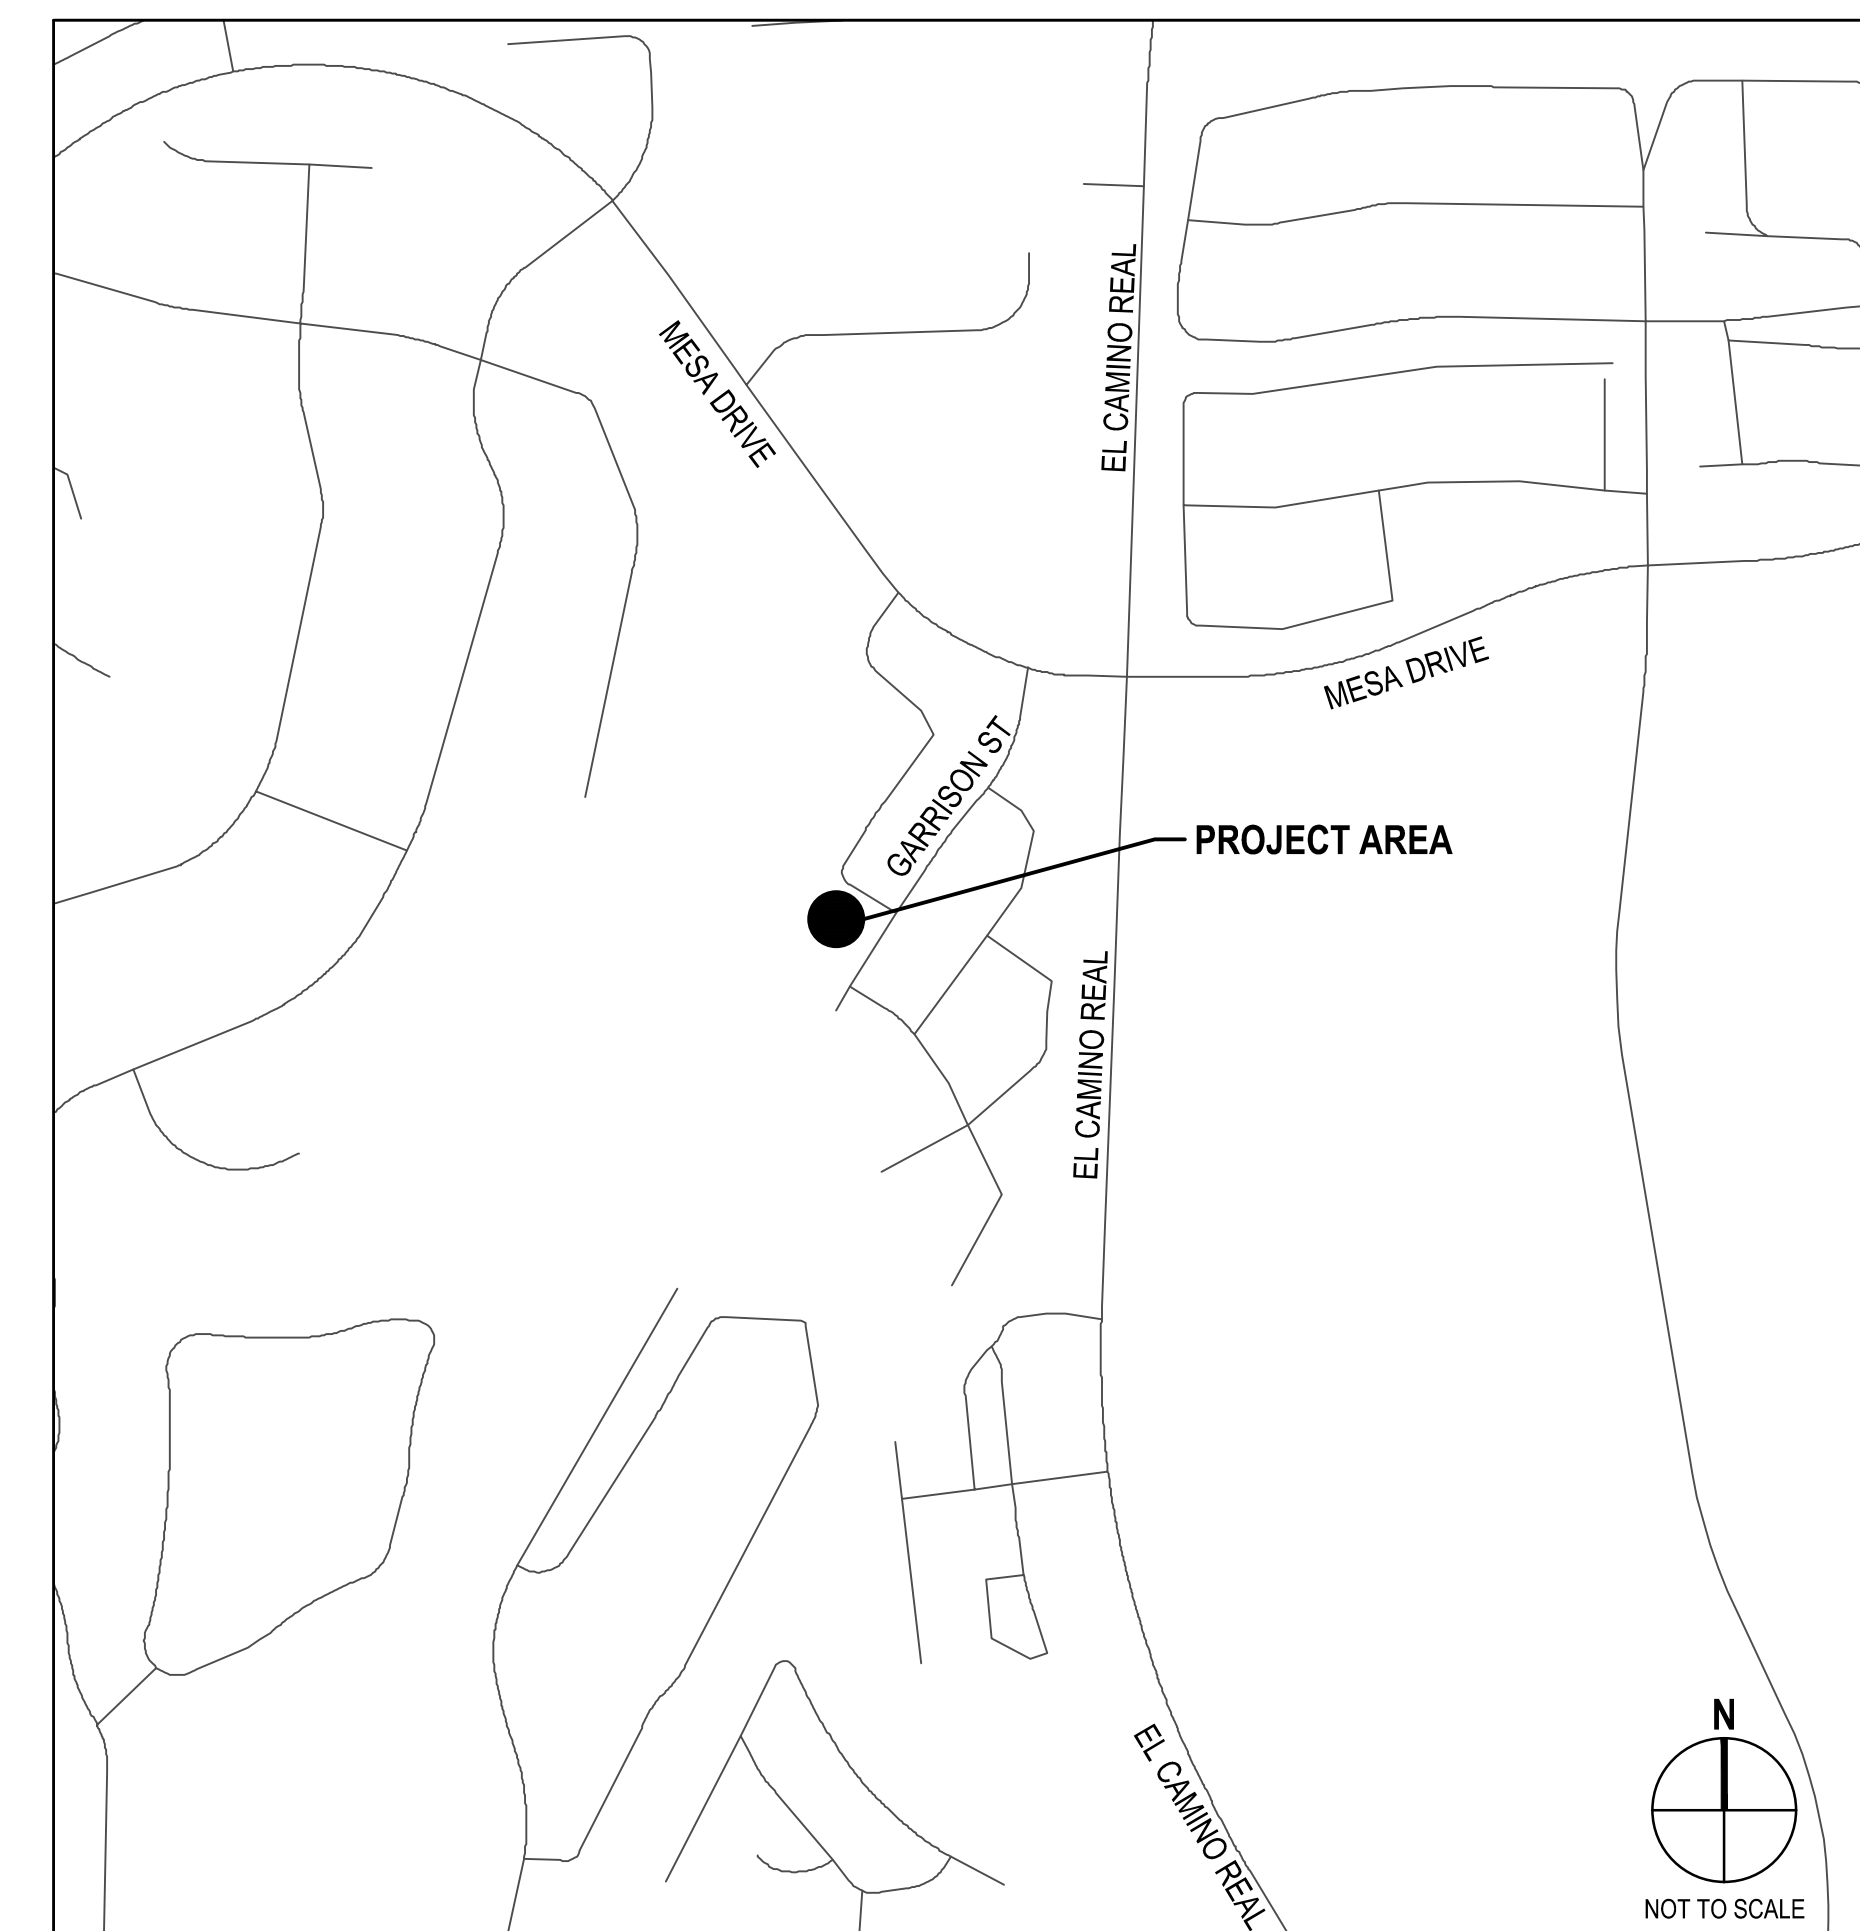 EL CAMINO REAL
MESA DRIVE
MESA DRIVE
GARRISON ST
PROJECT AREA
EL CAMINO REAL
N
EL CAMINO REAL
NOT TO SCALE